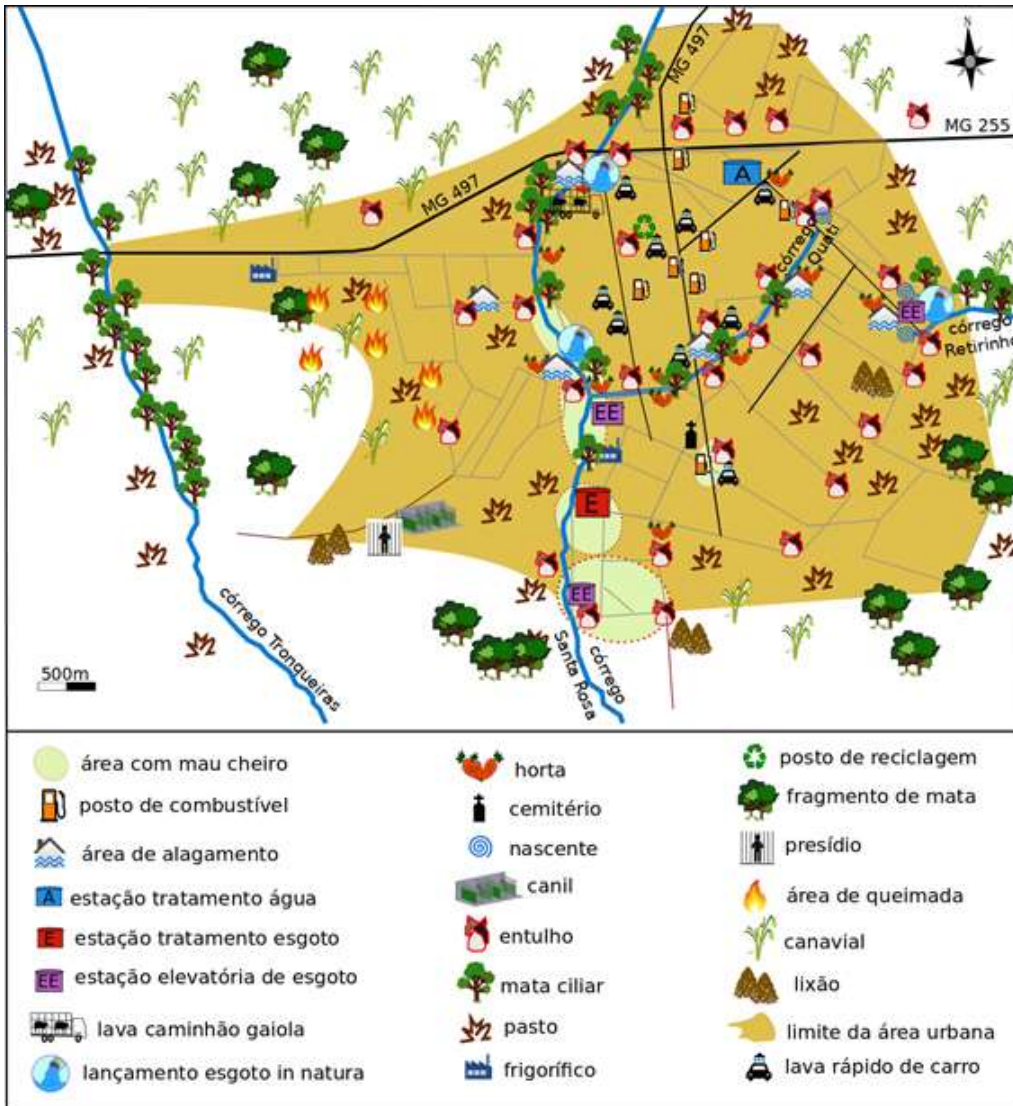 N
MG 497
MG 255
A
MG 497
córrego
Quati
EE
córrego
Retirinho
EE
E
EE
córrego Tronqueiras
córrego
Santa Rosa
500m
área com mau cheiro
posto de combustível
área de alagamento
A estação tratamento água
E estação tratamento esgoto
EE estação elevatória de esgoto
lava caminhão gaiola
lançamento esgoto in natura
horta
cemitério
nascente
canil
entulho
mata ciliar
pasto
frigorífico
posto de reciclagem
fragmento de mata
presídio
área de queimada
canavial
lixão
limite da área urbana
lava rápido de carro